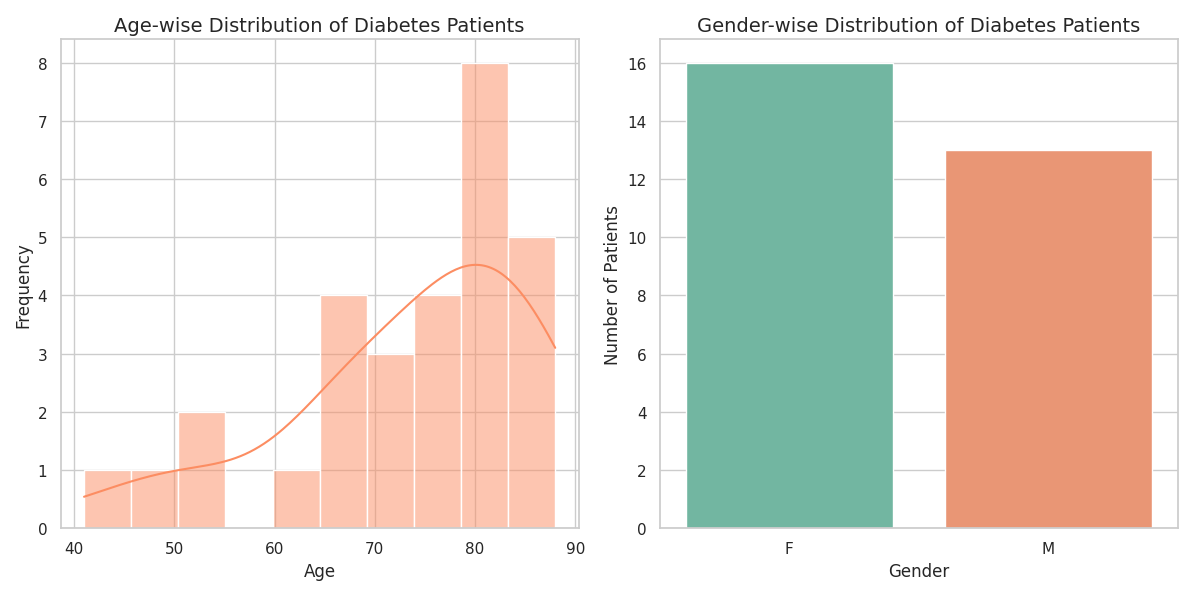 Age-wise Distribution of Diabetes Patients
8
7
6
5
4
3
2
1
0
Frequency
40 50 60 70 80 90
Age
Gender-wise Distribution of Diabetes Patients
16
14
12
10
8
6
4
2
0
Number of Patients
F M
Gender